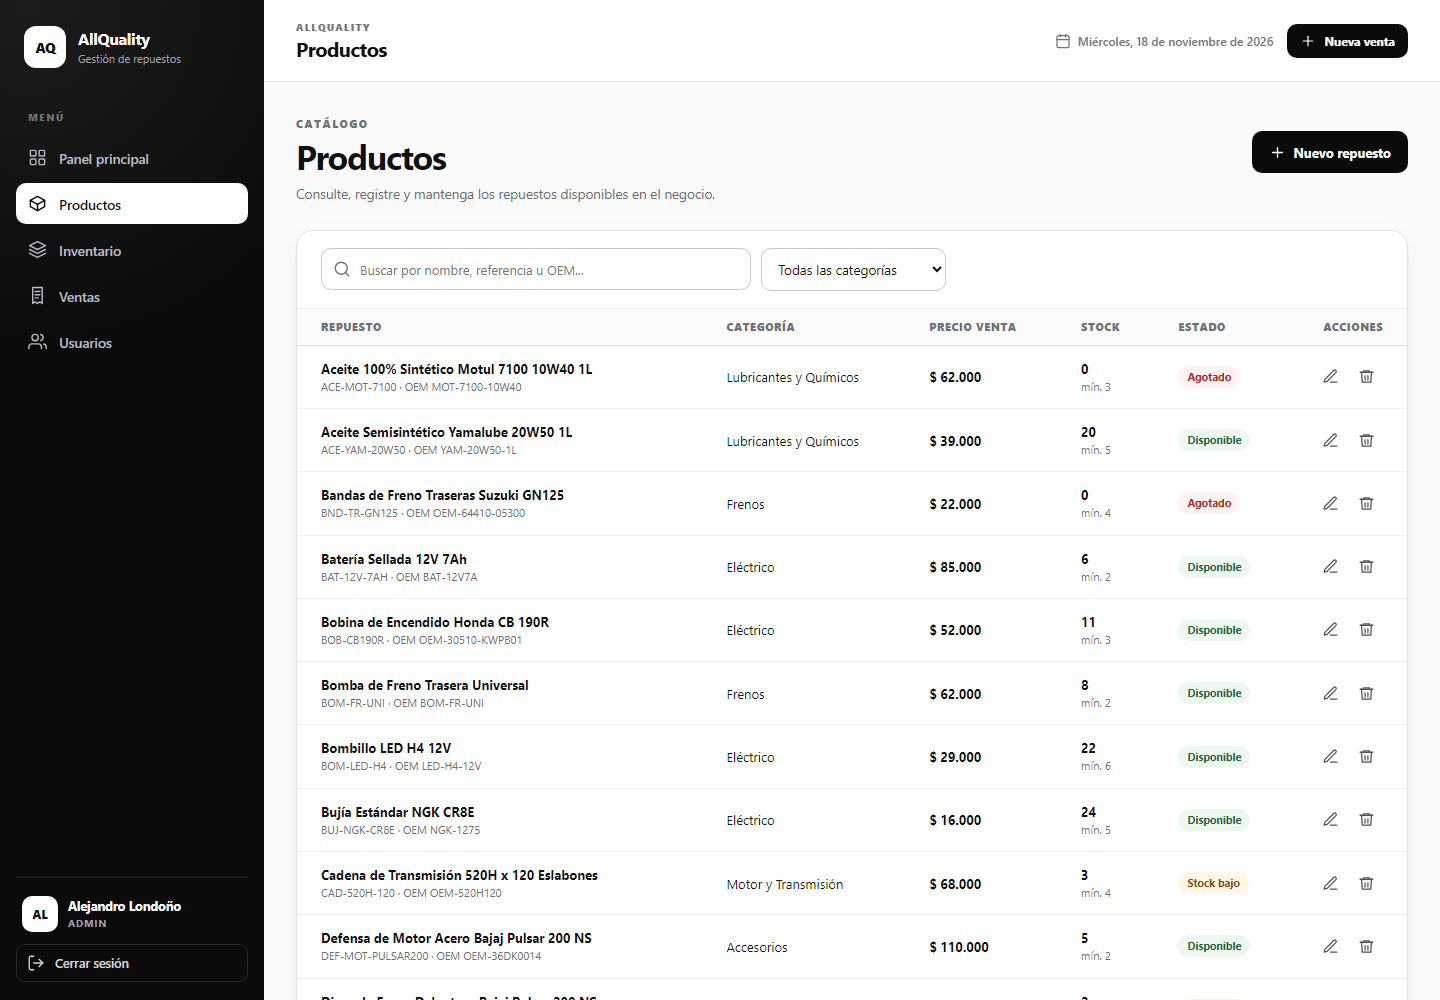 AQ
AllQuality
Gestión de repuestos
MENÚ
Panel principal
Productos
Inventario
Ventas
Usuarios
AL
Alejandro Londoño
ADMIN
Cerrar sesión
ALLQUALITY
Productos
Miércoles, 18 de noviembre de 2026
Nueva venta
CATÁLOGO
Productos
Consulte, registre y mantenga los repuestos disponibles en el negocio.
Nuevo repuesto
Buscar por nombre, referencia u OEM...
Todas las categorías
REPUESTO CATEGORÍA PRECIO VENTA STOCK ESTADO ACCIONES
Aceite 100% Sintético Motul 7100 10W40 1L
ACE-MOT-7100 · OEM MOT-7100-10W40
Lubricantes y Químicos
$ 62.000
0
mín. 3
Agotado
Aceite Semisintético Yamalube 20W50 1L
ACE-YAM-20W50 · OEM YAM-20W50-1L
Lubricantes y Químicos
$ 39.000
20
mín. 5
Disponible
Bandas de Freno Traseras Suzuki GN125
BND-TR-GN125 · OEM OEM-64410-05300
Frenos
$ 22.000
0
mín. 4
Agotado
Batería Sellada 12V 7Ah
BAT-12V-7AH · OEM BAT-12V7A
Eléctrico
$ 85.000
6
mín. 2
Disponible
Bobina de Encendido Honda CB 190R
BOB-CB190R · OEM OEM-30510-KWPB01
Eléctrico
$ 52.000
11
mín. 3
Disponible
Bomba de Freno Trasera Universal
BOM-FR-UNI · OEM BOM-FR-UNI
Frenos
$ 62.000
8
mín. 2
Disponible
Bombillo LED H4 12V
BOM-LED-H4 · OEM LED-H4-12V
Eléctrico
$ 29.000
22
mín. 6
Disponible
Bujía Estándar NGK CR8E
BUJ-NGK-CR8E · OEM NGK-1275
Eléctrico
$ 16.000
24
mín. 5
Disponible
Cadena de Transmisión 520H x 120 Eslabones
CAD-520H-120 · OEM OEM-520H120
Motor y Transmisión
$ 68.000
3
mín. 4
Stock bajo
Defensa de Motor Acero Bajaj Pulsar 200 NS
DEF-MOT-PULSAR200 · OEM OEM-36DK0014
Accesorios
$ 110.000
5
mín. 2
Disponible